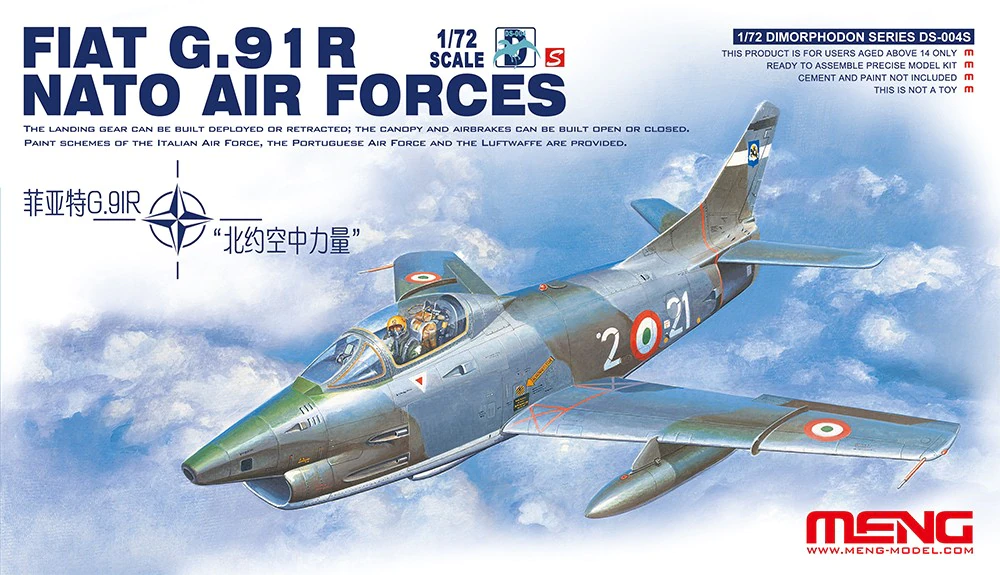 FIAT G.91R
NATO AIR FORCES
1/72
SCALE
DS-004
D
S
1/72 DIMORPHODON SERIES DS-004S
THIS PRODUCT IS FOR USERS AGED ABOVE 14 ONLY
READY TO ASSEMBLE PRECISE MODEL KIT
CEMENT AND PAINT NOT INCLUDED
THIS IS NOT A TOY
THE LANDING GEAR CAN BE BUILT DEPLOYED OR RETRACTED; THE CANOPY AND AIRBRAKES CAN BE BUILT OPEN OR CLOSED.
PAINT SCHEMES OF THE ITALIAN AIR FORCE, THE PORTUGUESE AIR FORCE AND THE LUFTWAFFE ARE PROVIDED.
菲亚特G.91R
“北约空中力量”
2 21
MENG
WWW.MENG-MODEL.COM